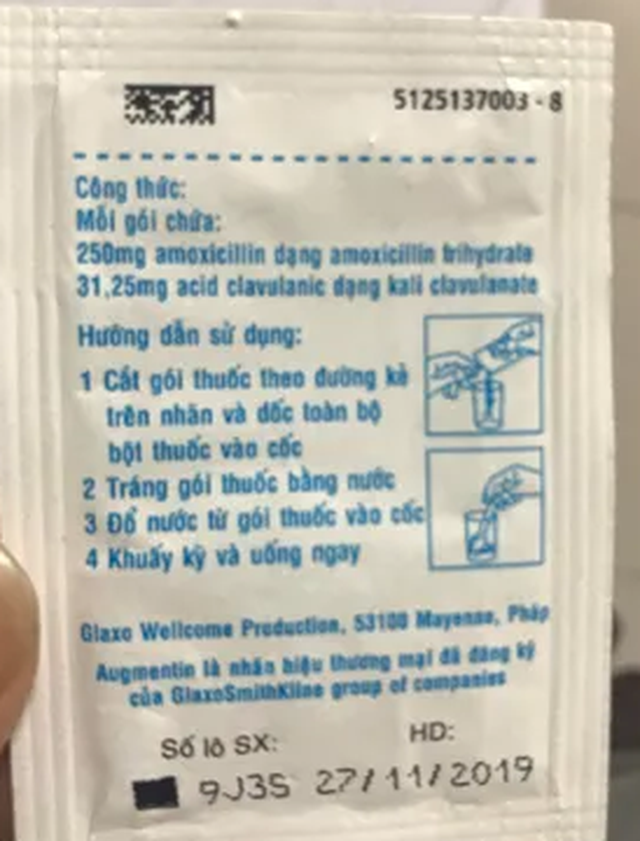 5125137003 - 8
Công thức:
Mỗi gói chứa:
250mg amoxicillin dạng amoxicillin trihydrate
31,25mg acid clavulanic dạng kali clavulanate
Hướng dẫn sử dụng:
1 Cắt gói thuốc theo đường kẻ
trên nhãn và dốc toàn bộ
bột thuốc vào cốc
2 Tráng gói thuốc bằng nước
3 Đổ nước từ gói thuốc vào cốc
4 Khuấy kỹ và uống ngay
Glaxo Wellcome Production, 53100 Mayenne, Pháp
Augmentin là nhãn hiệu thương mại đã đăng ký
của GlaxoSmithKline group of companies
Số lô SX: HD:
9J3S 27/11/2019